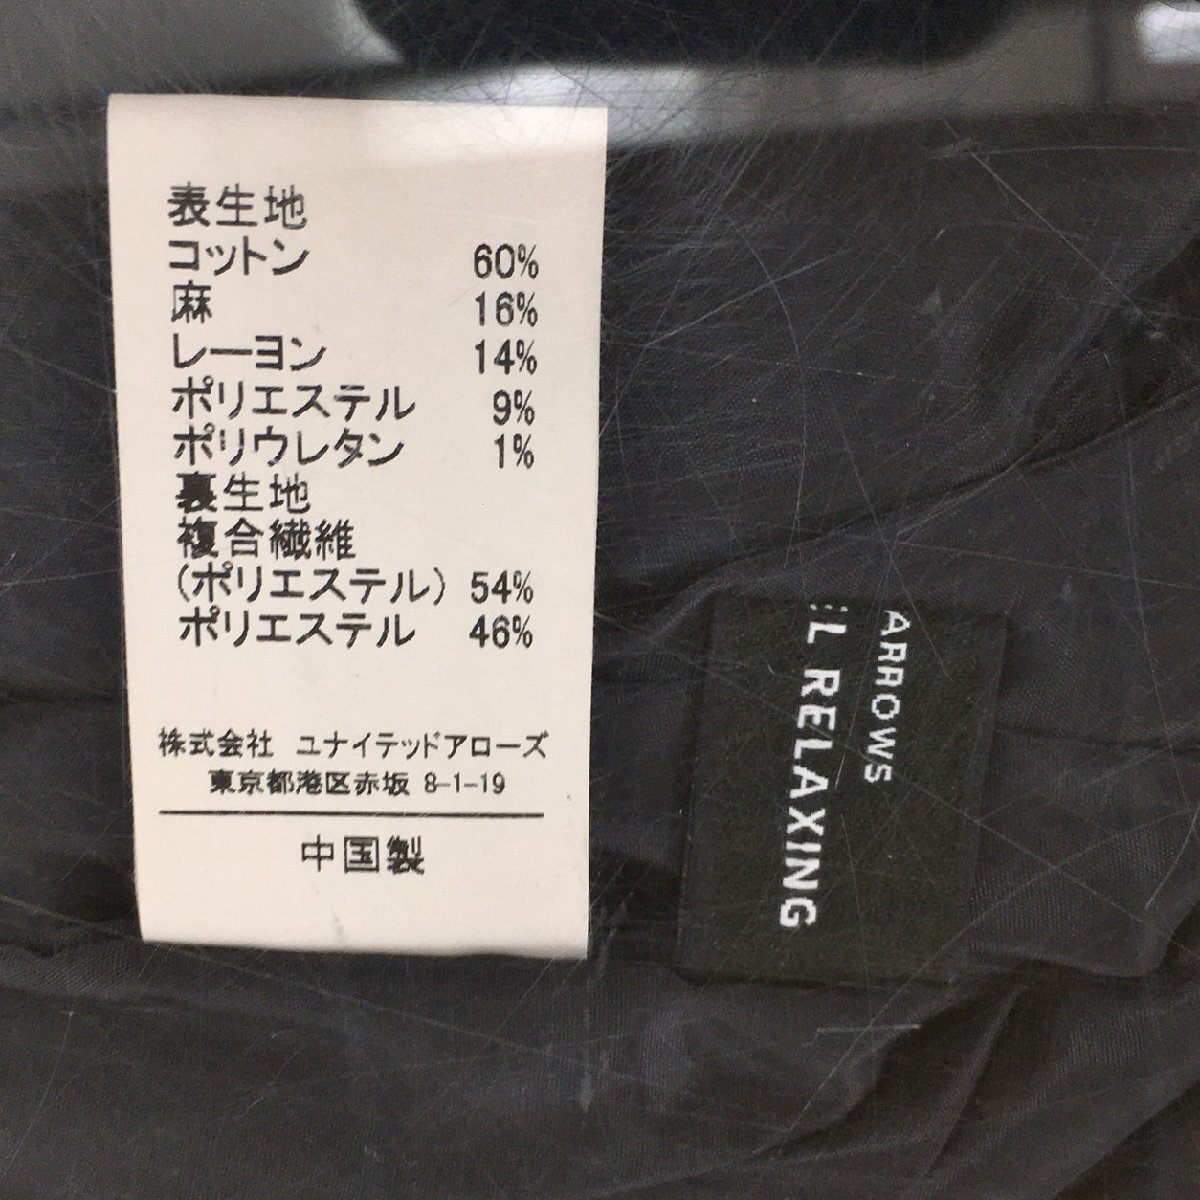 表生地
コットン 60%
麻 16%
レーヨン 14%
ポリエステル 9%
ポリウレタン 1%
裏生地
複合繊維
(ポリエステル) 54%
ポリエステル 46%
株式会社 ユナイテッドアローズ
東京都港区赤坂 8-1-19
中国製
ARROWS
L RELAXING